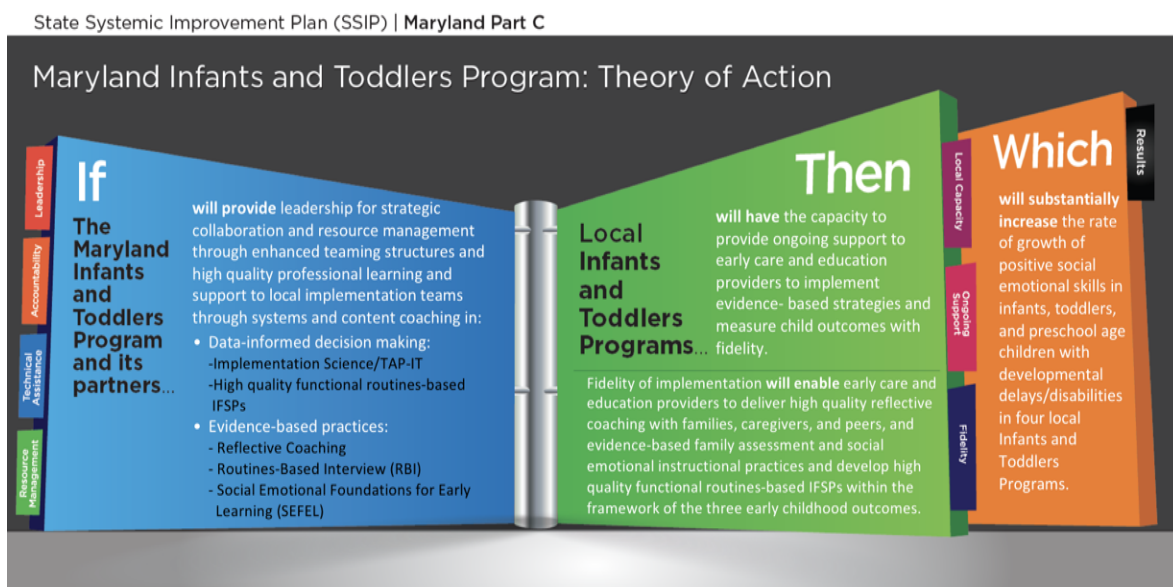 State Systemic Improvement Plan (SSIP) | Maryland Part C
Maryland Infants and Toddlers Program: Theory of Action
Leadership
Accountability
Technical
Assistance
Resource
Management
If
The
Maryland
Infants
and
Toddlers
Program
and its
partners...
will provide leadership for strategic
collaboration and resource management
through enhanced teaming structures and
high quality professional learning and
support to local implementation teams
through systems and content coaching in:
• Data-informed decision making:
-Implementation Science/TAP-IT
-High quality functional routines-based
IFSPs
• Evidence-based practices:
- Reflective Coaching
- Routines-Based Interview (RBI)
- Social Emotional Foundations for Early
Learning (SEFEL)
Then
Local
Infants
and
Toddlers
Programs...
will have the capacity to
provide ongoing support to
early care and education
providers to implement
evidence- based strategies and
measure child outcomes with
fidelity.
Fidelity of implementation will enable early care and
education providers to deliver high quality reflective
coaching with families, caregivers, and peers, and
evidence-based family assessment and social
emotional instructional practices and develop high
quality functional routines-based IFSPs within the
framework of the three early childhood outcomes.
Local Capacity
Ongoing
Support
Fidelity
Which
will substantially
increase the rate
of growth of
positive social
emotional skills in
infants, toddlers,
and preschool age
children with
developmental
delays/disabilities
in four local
Infants and
Toddlers
Programs.
Results